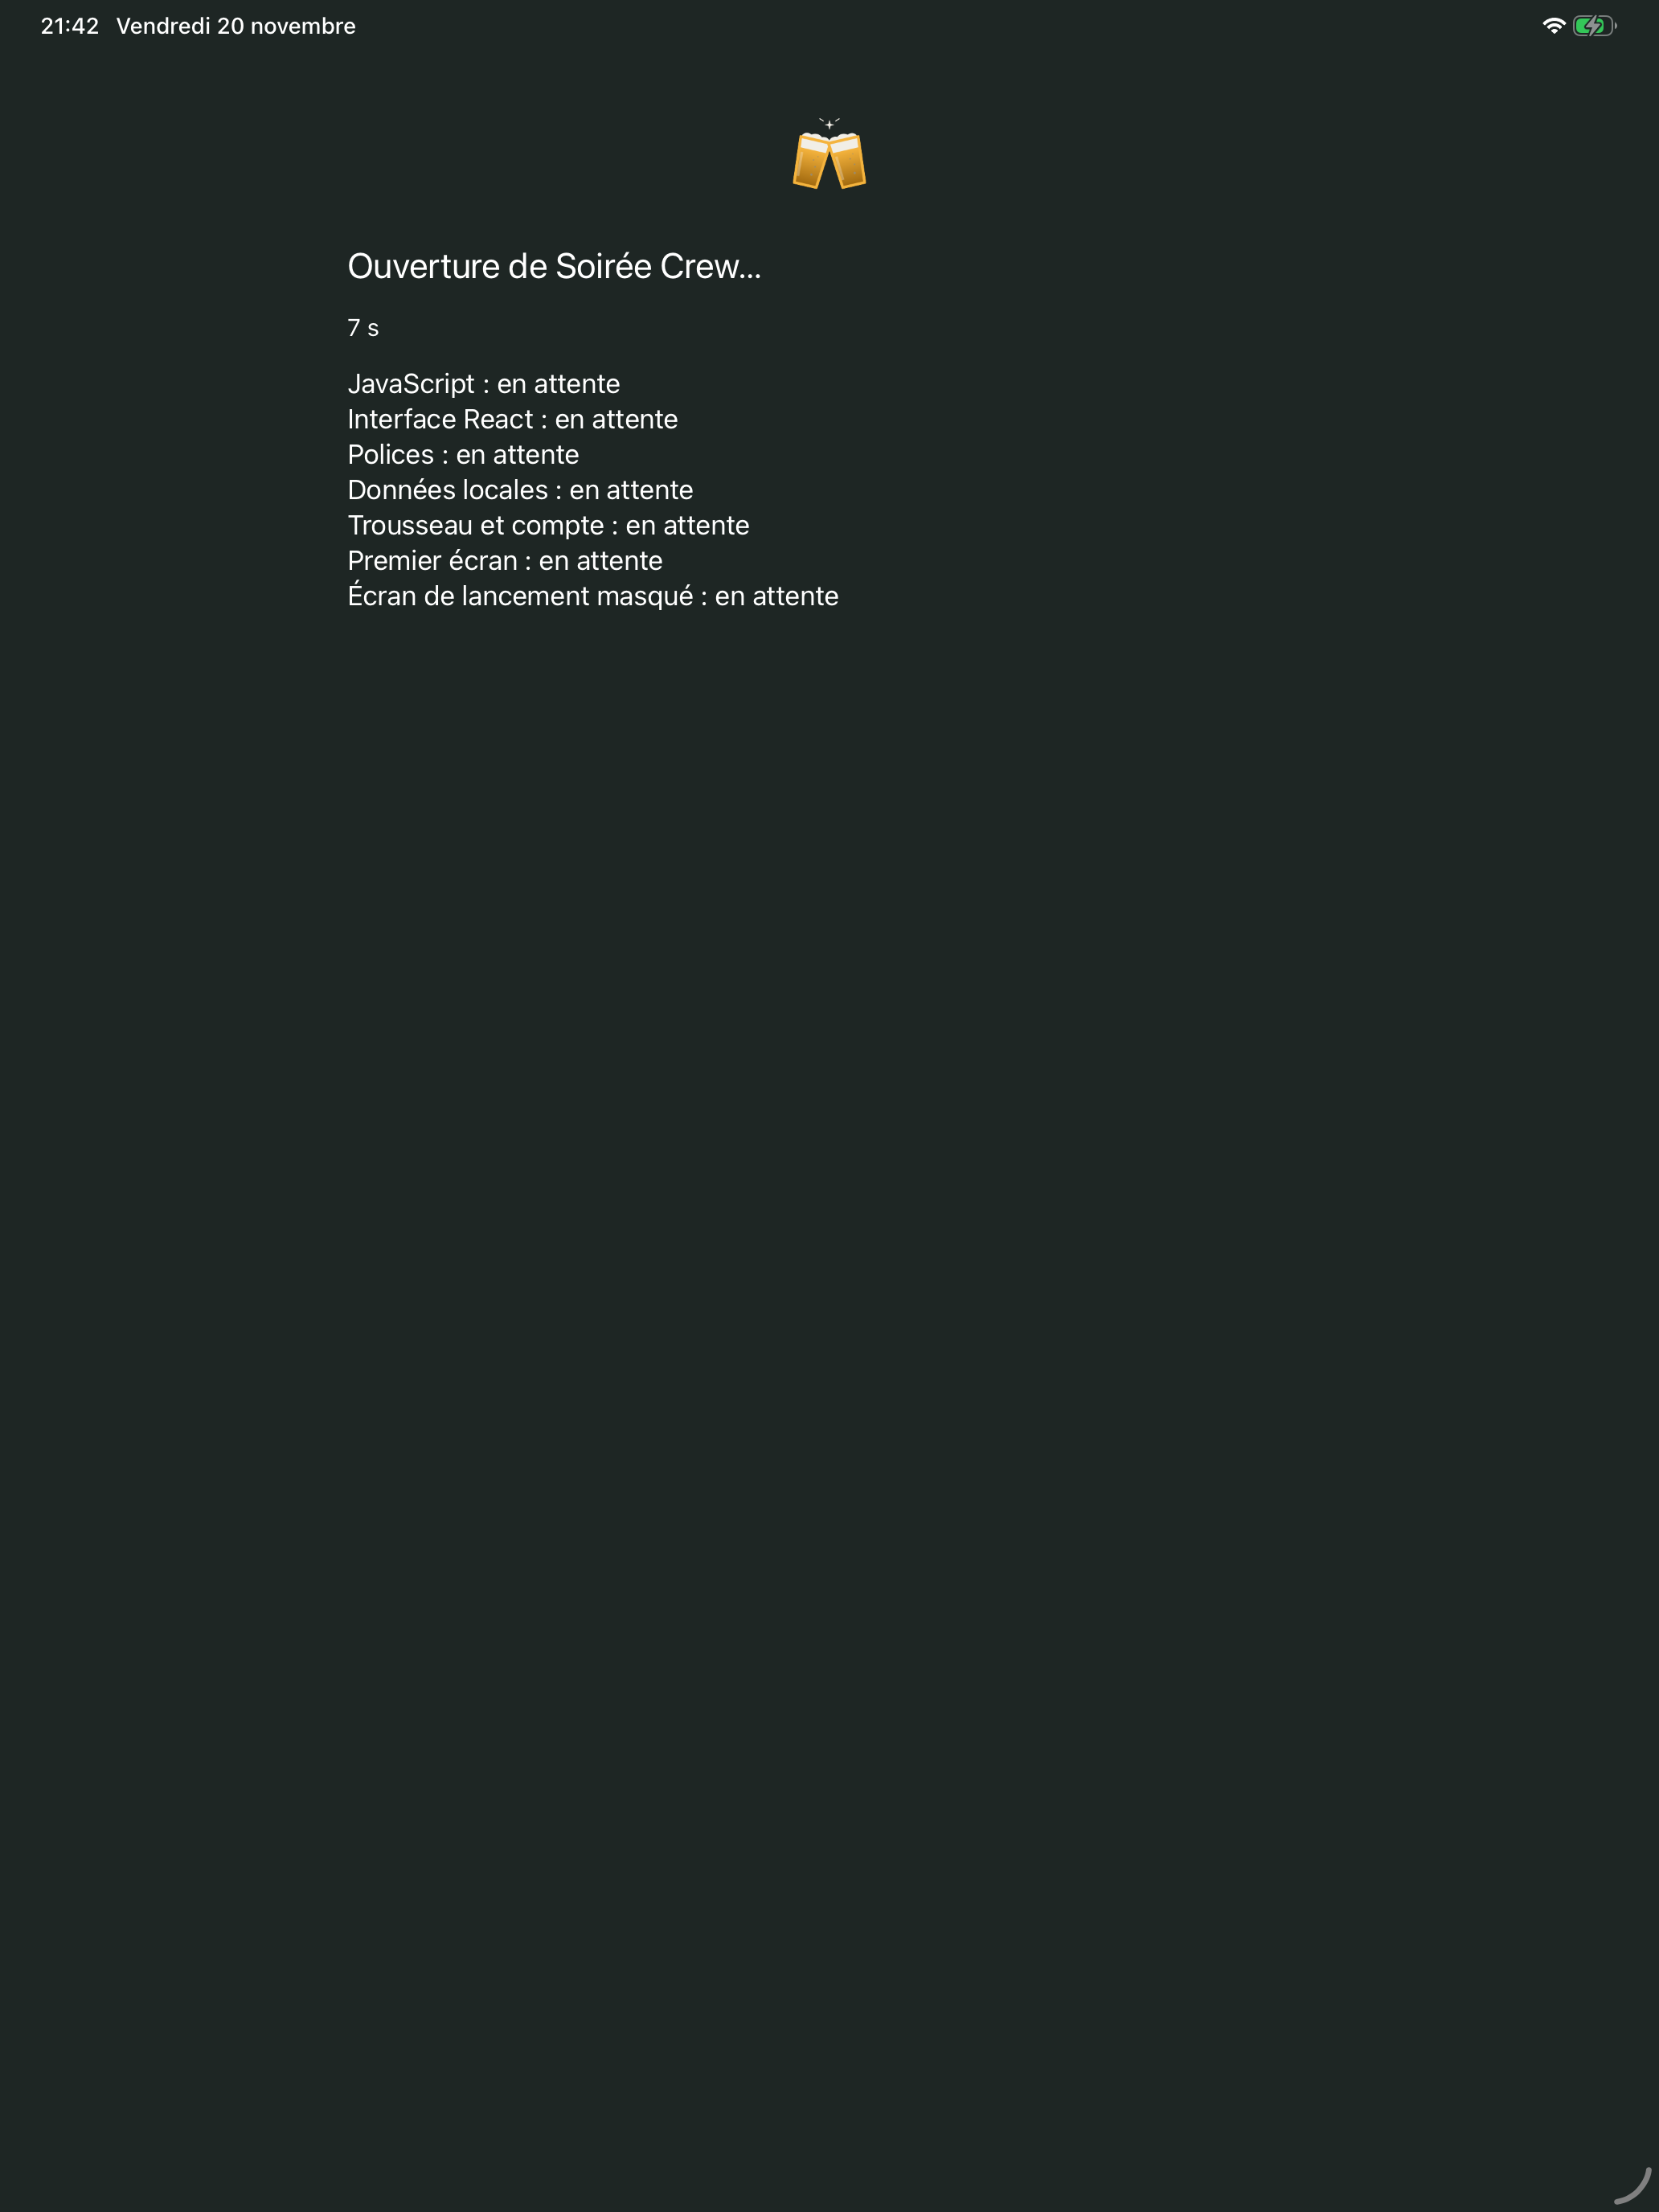 21:42 Vendredi 20 novembre
Ouverture de Soirée Crew...
7 s
JavaScript : en attente
Interface React : en attente
Polices : en attente
Données locales : en attente
Trousseau et compte : en attente
Premier écran : en attente
Écran de lancement masqué : en attente